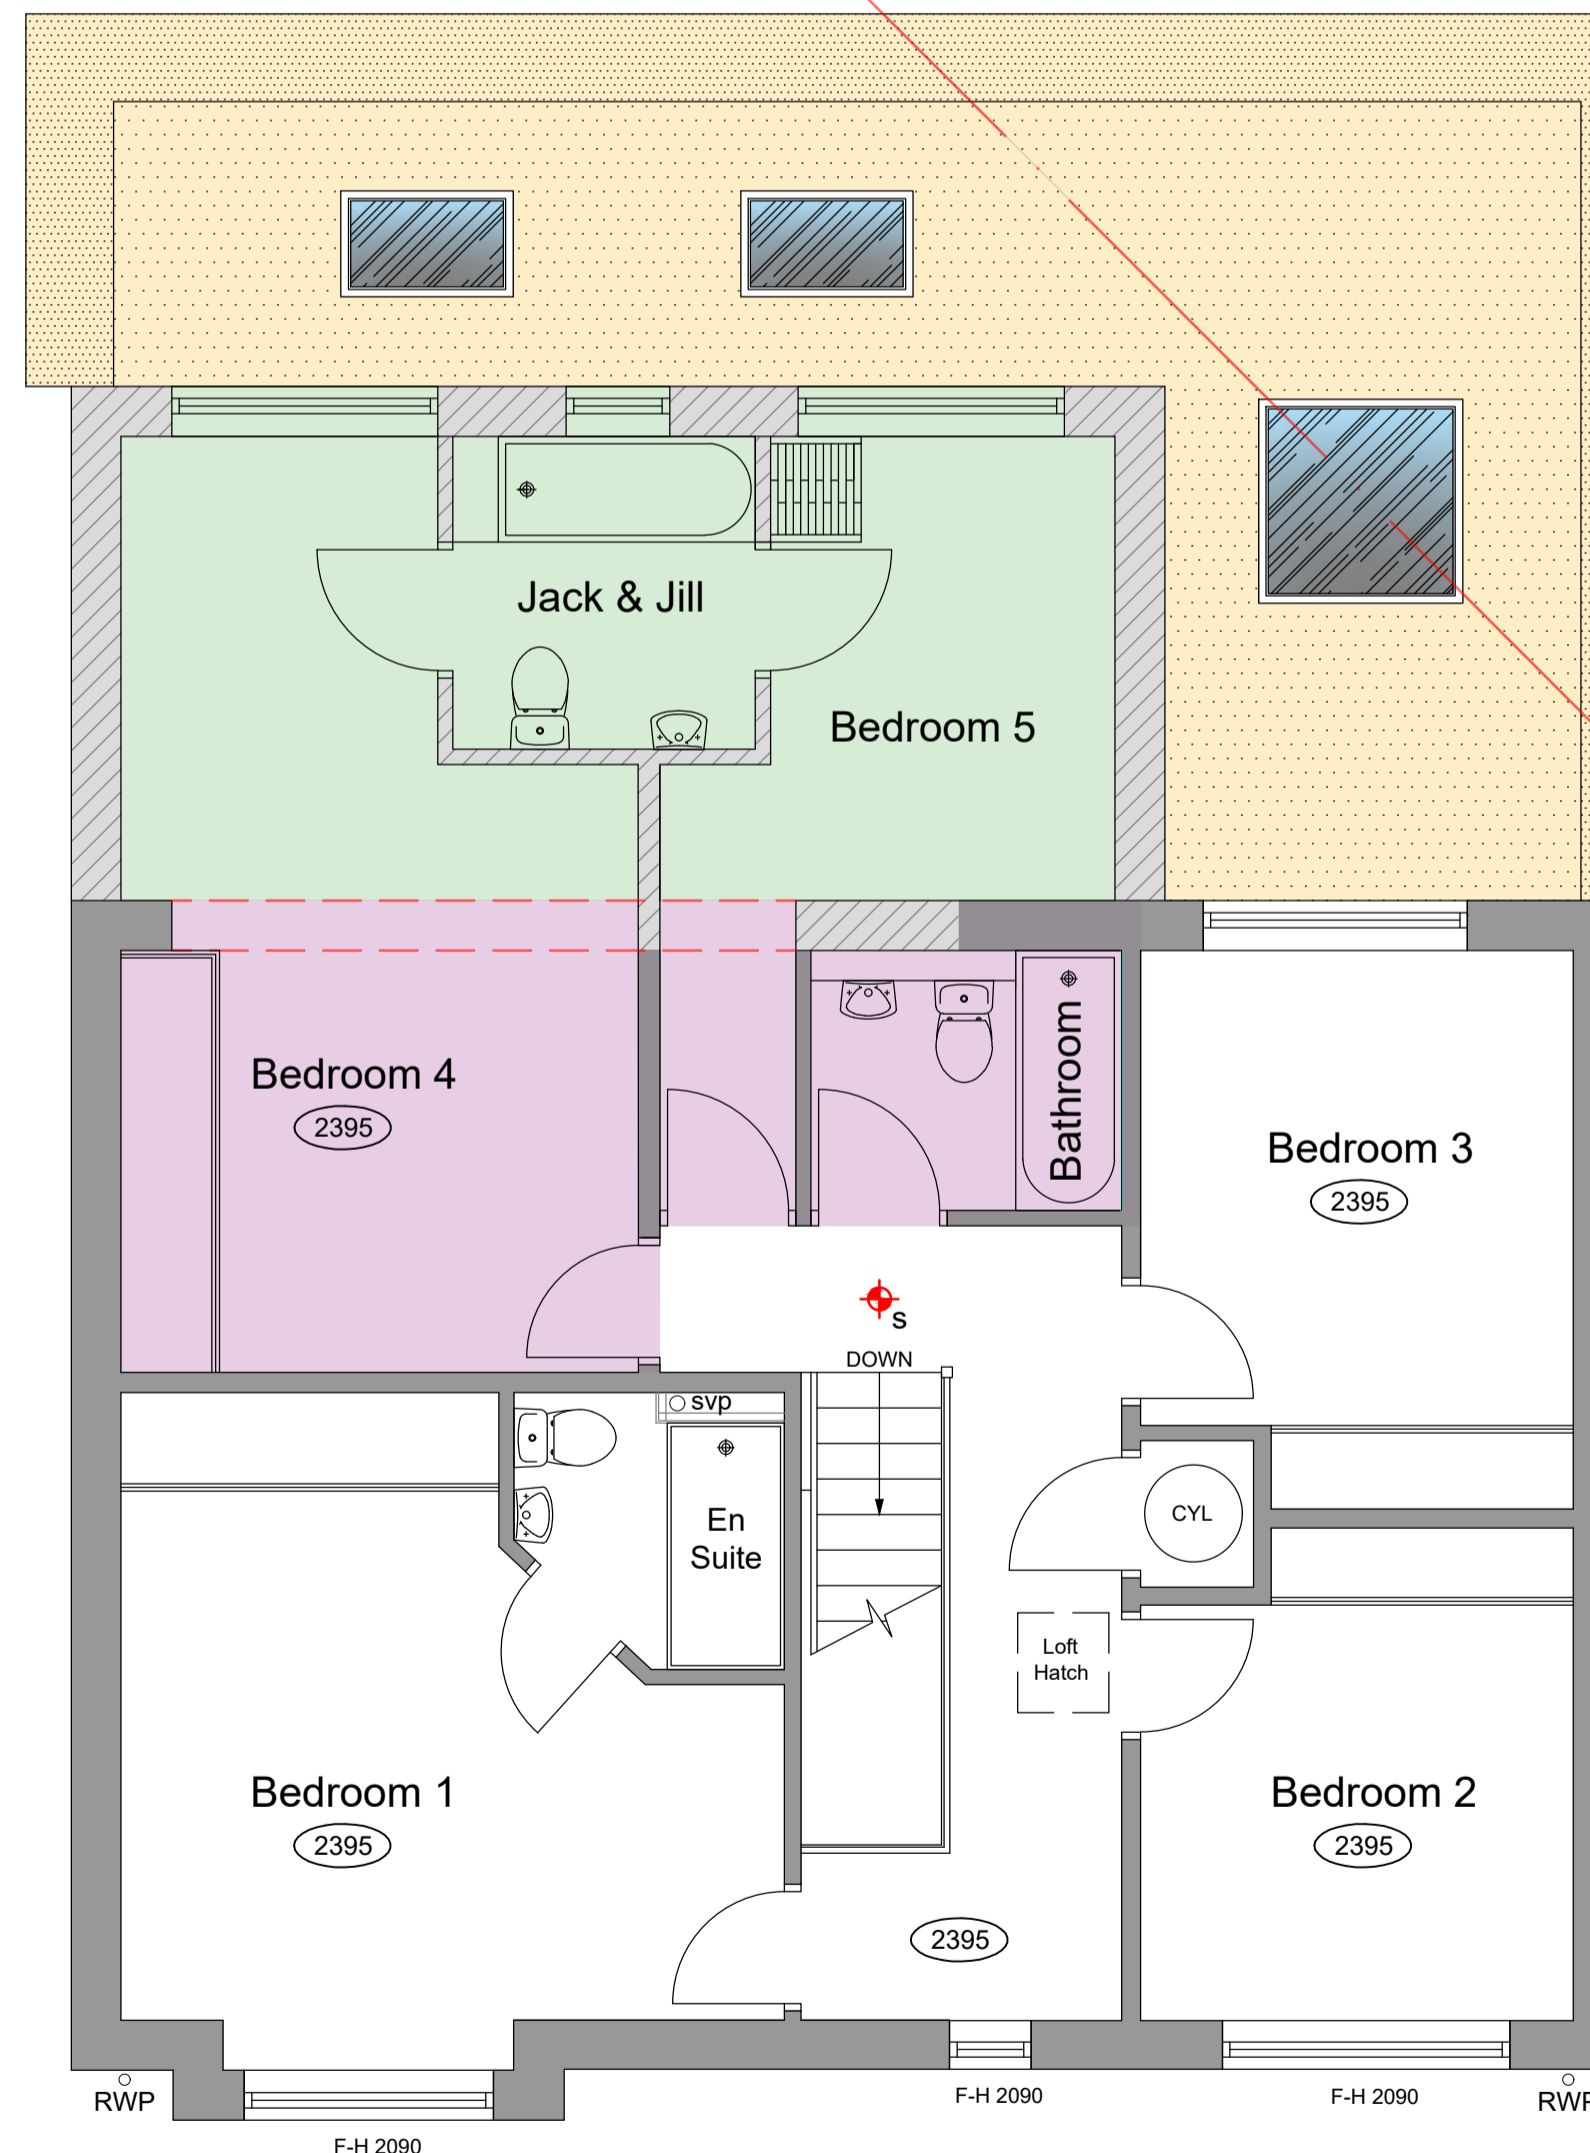 Jack & Jill
Bedroom 5
Bedroom 4
2395
Bathroom
Bedroom 3
2395
s
DOWN
svp
En
Suite
CYL
Loft
Hatch
Bedroom 1
2395
Bedroom 2
2395
2395
RWP
F-H 2090
F-H 2090
F-H 2090
RWP